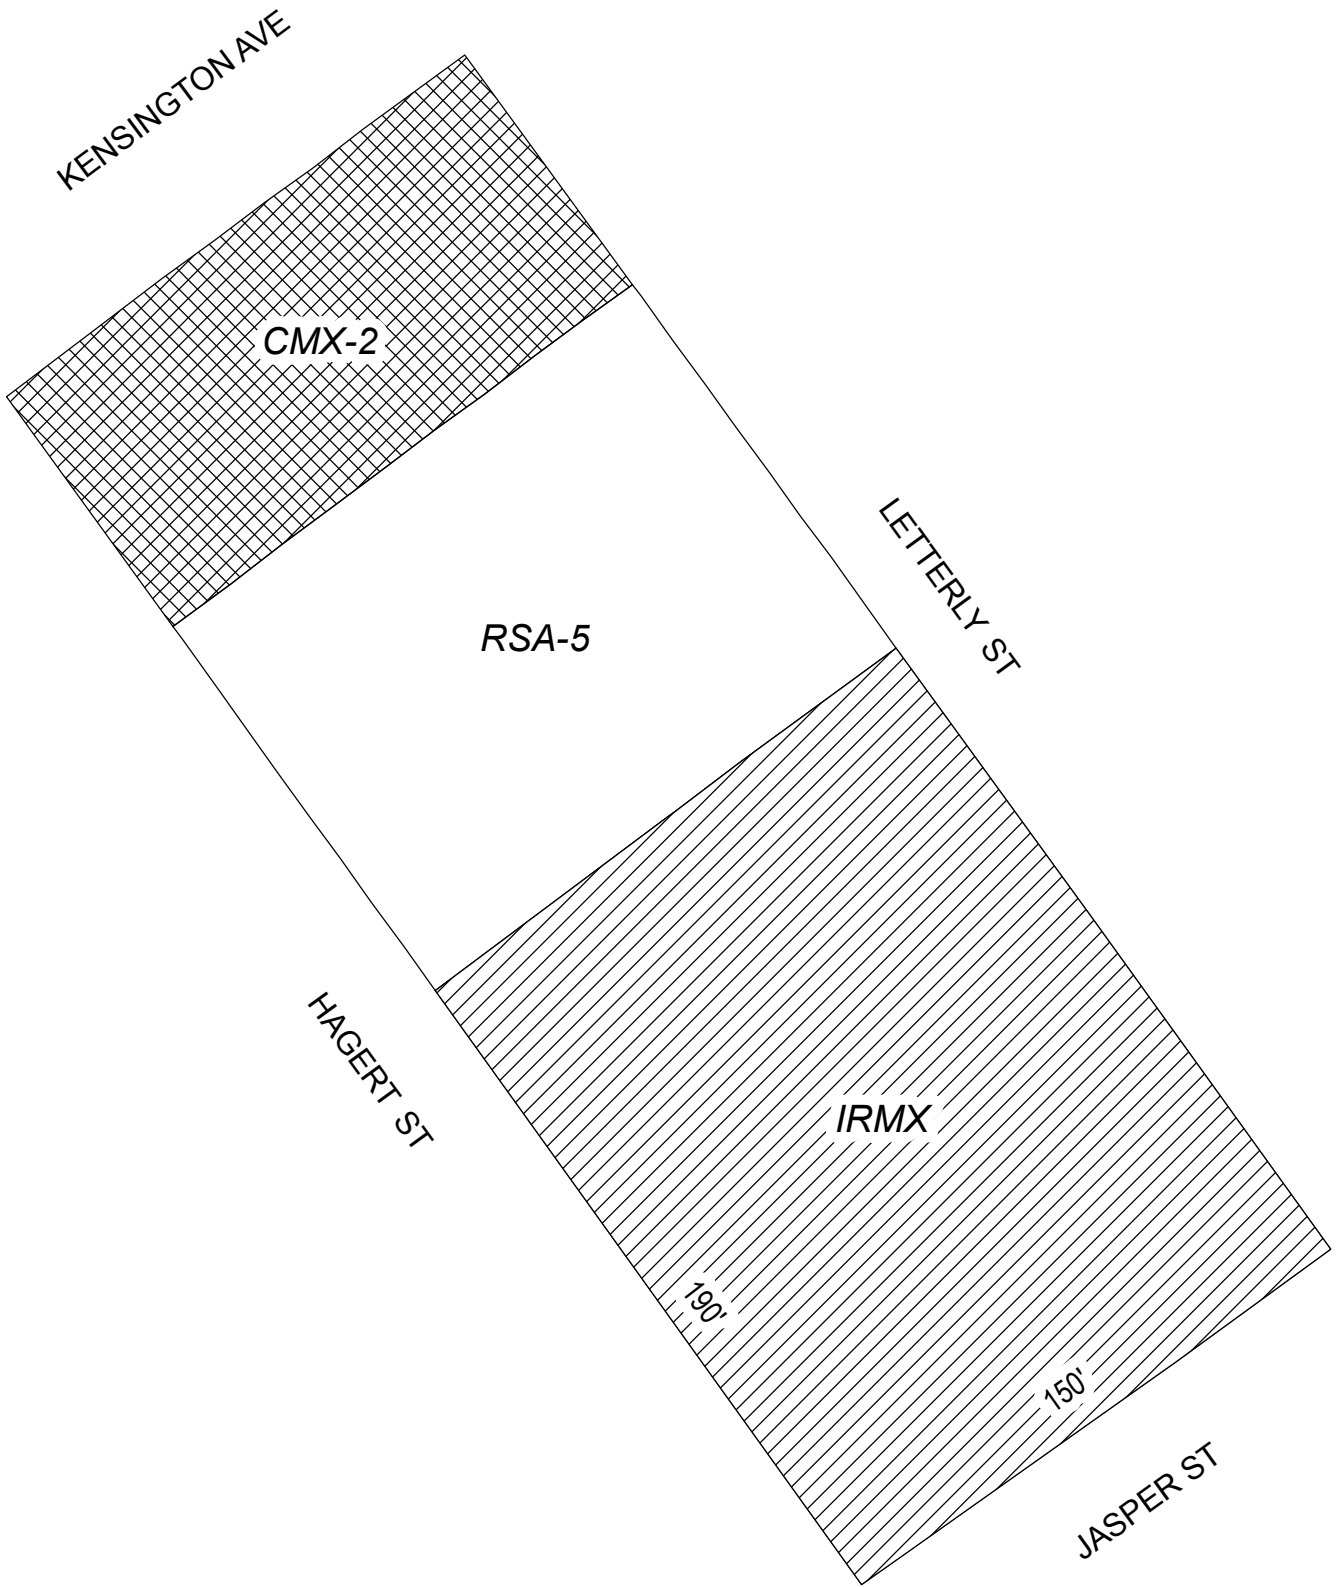 KENSINGTON AVE
CMX-2
LETTERLY ST
RSA-5
HAGERT ST
IRMX
190'
150'
JASPER ST